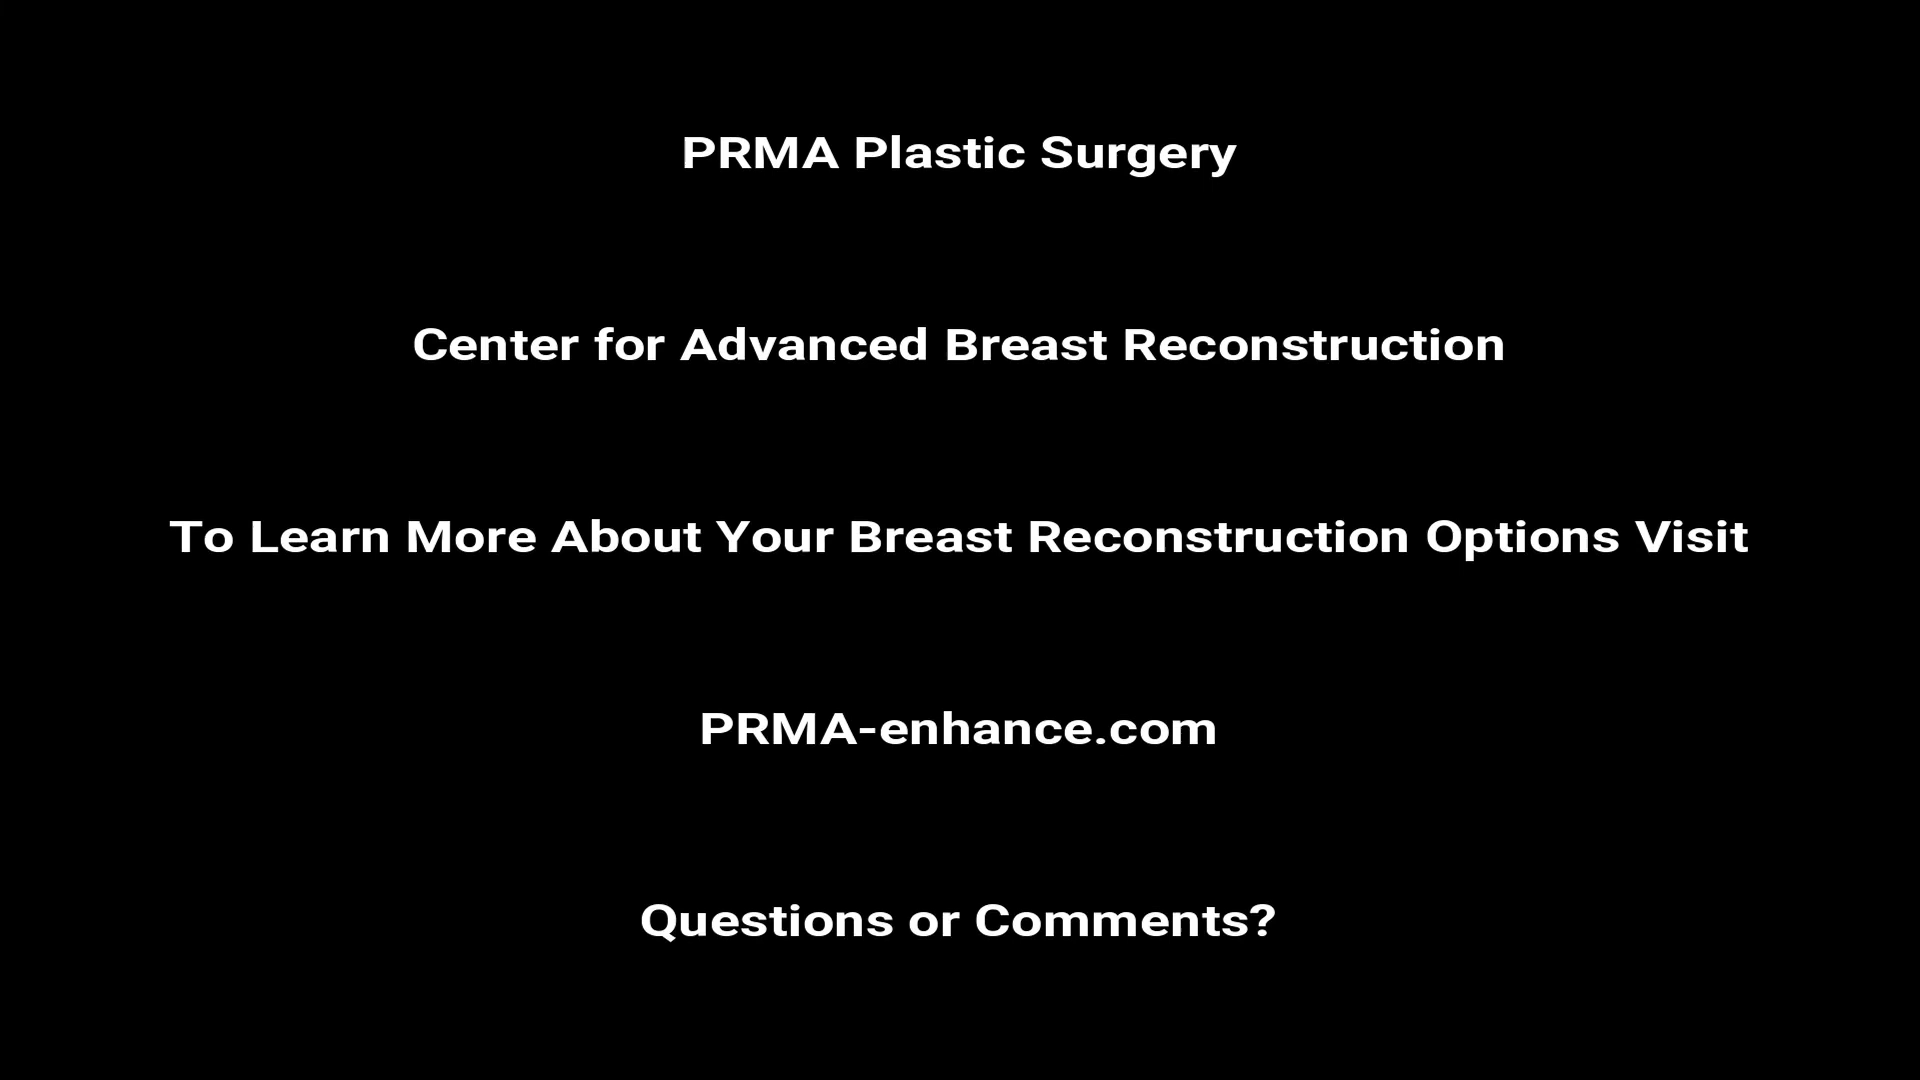 PRMA Plastic Surgery
Center for Advanced Breast Reconstruction
To Learn More About Your Breast Reconstruction Options Visit
PRMA-enhance.com
Questions or Comments?